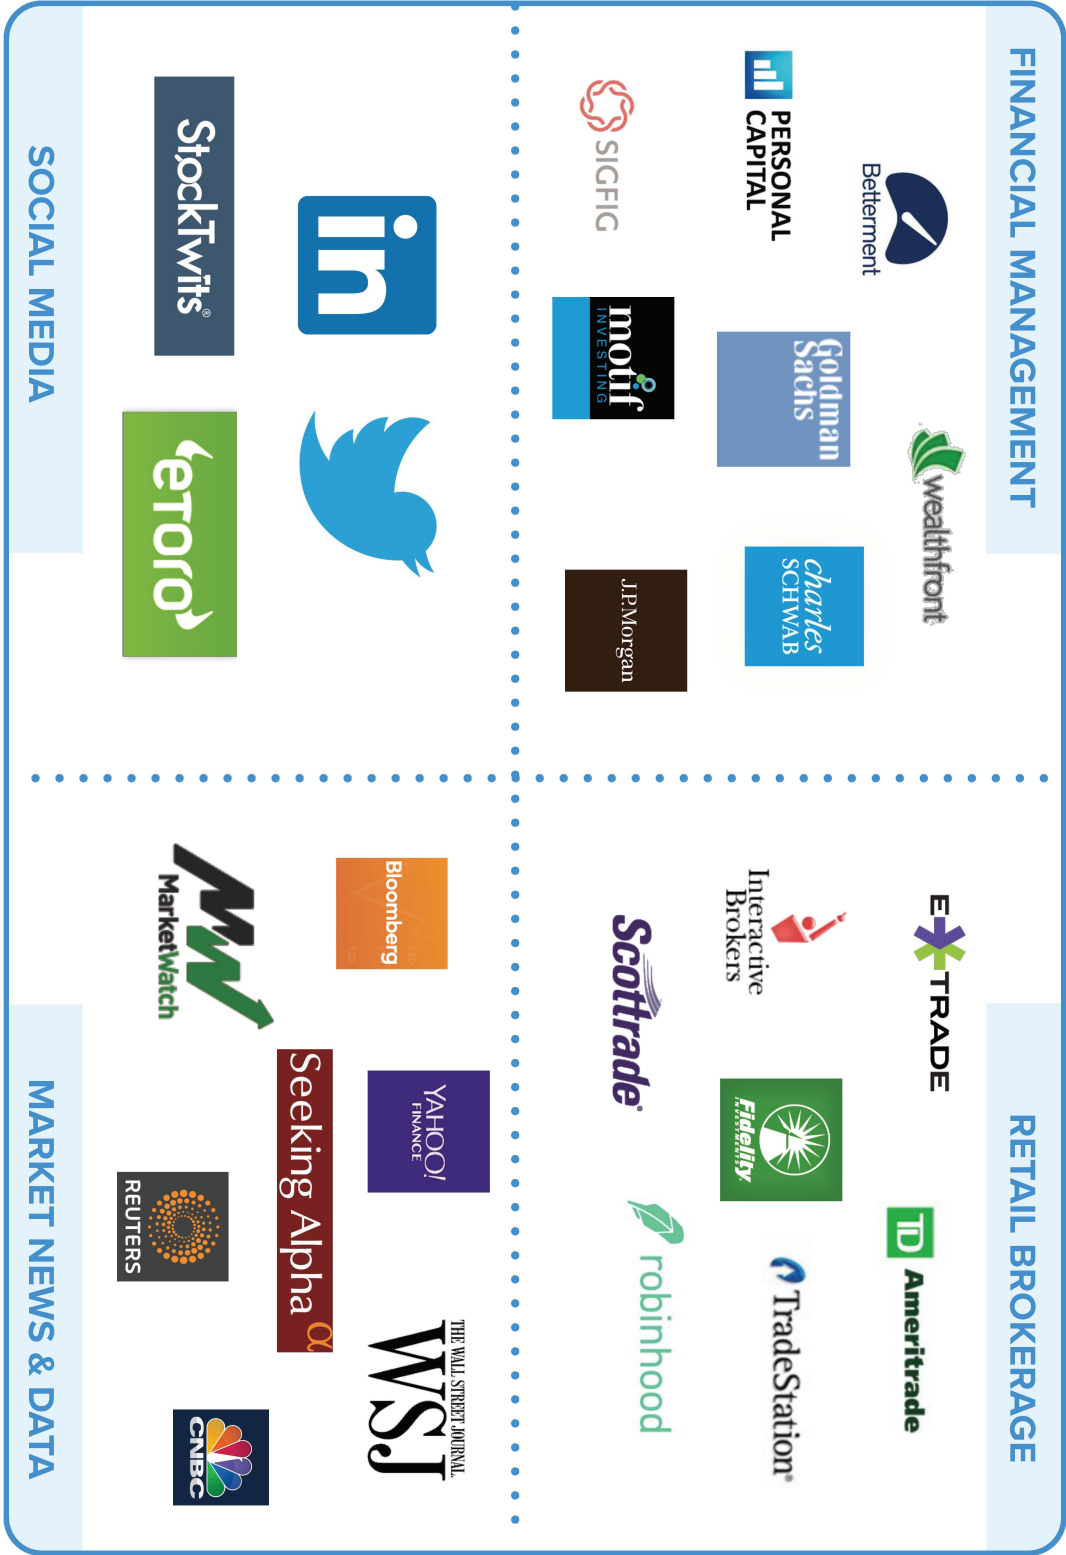 FINANCIAL MANAGEMENT
Betterment
wealthfront
PERSONAL
CAPITAL
Goldman
Sachs
charles
SCHWAB
SIGFIG
motif
INVESTING
J.P.Morgan
RETAIL BROKERAGE
E*TRADE
TD Ameritrade
Interactive
Brokers
Fidelity
INVESTMENTS
TradeStation®
Scottrade®
robinhood
SOCIAL MEDIA
in
StockTwits®
eToro
MARKET NEWS & DATA
Bloomberg
140
120
YAHOO!
FINANCE
THE WALL STREET JOURNAL.
WSJ
MarketWatch
Seeking Alpha α
REUTERS
CNBC